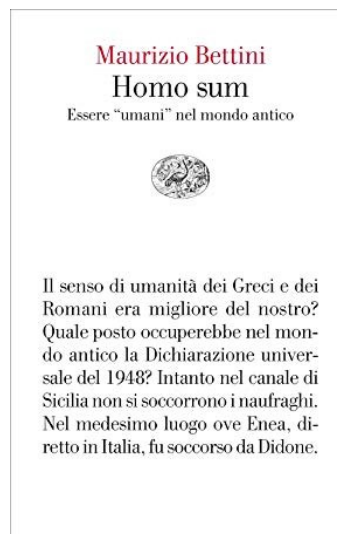 Maurizio Bettini
Homo sum
Essere “umani” nel mondo antico
Il senso di umanità dei Greci e dei
Romani era migliore del nostro?
Quale posto occuperebbe nel mon-
do antico la Dichiarazione univer-
sale del 1948? Intanto nel canale di
Sicilia non si soccorrono i naufraghi.
Nel medesimo luogo ove Enea, di-
retto in Italia, fu soccorso da Didone.